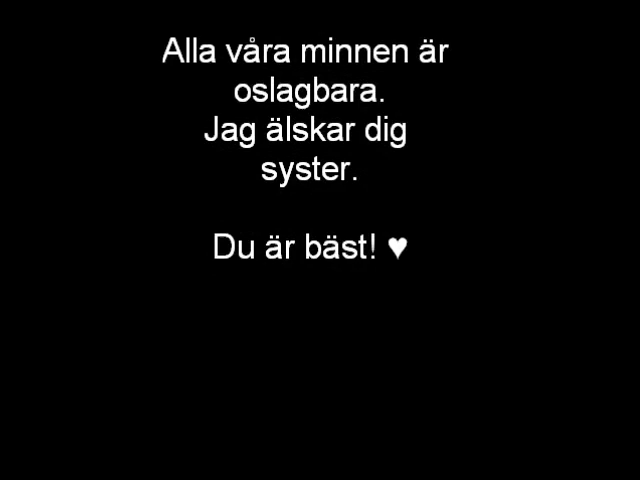 Alla våra minnen är
oslagbara.
Jag älskar dig
syster.
Du är bäst! ♥